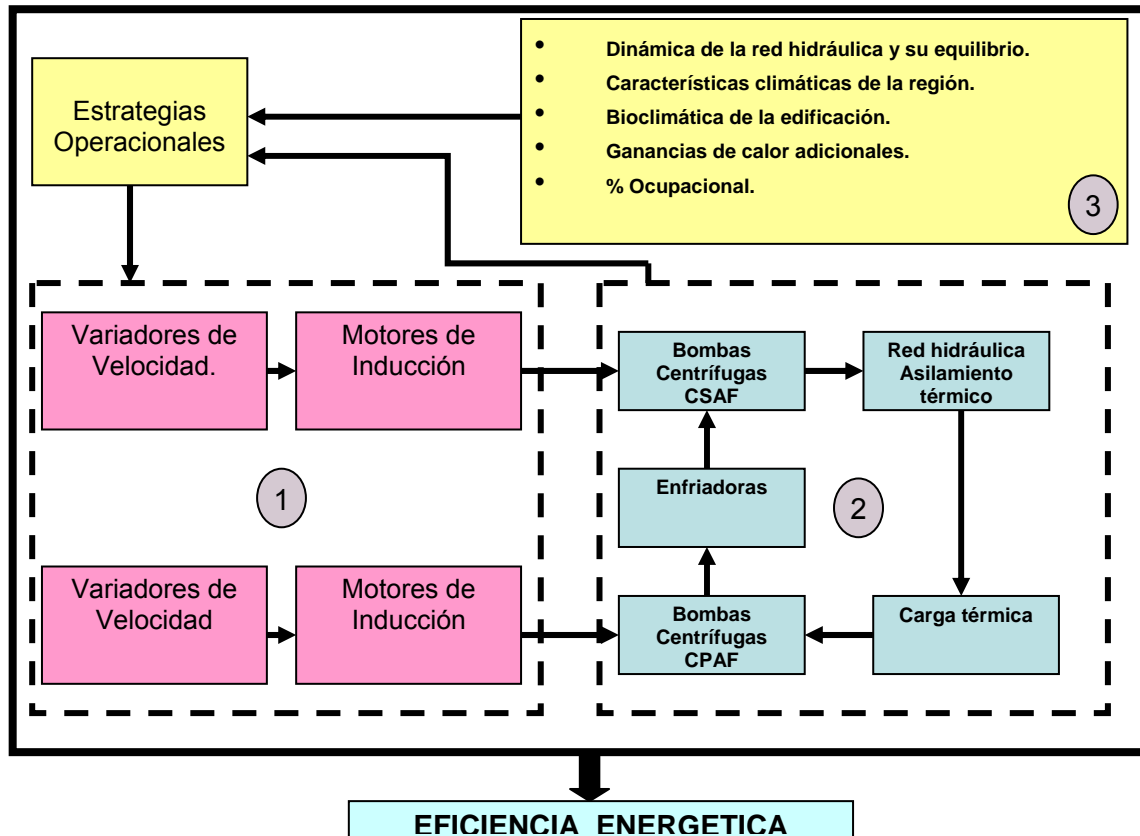 Estrategias
Operacionales
• Dinámica de la red hidráulica y su equilibrio.
• Característícas climáticas de la región.
• Bioclimática de la edificación.
• Ganancias de calor adicionales.
• % Ocupacional.
3
Variadores de
Velocidad.
Motores de
Inducción
Bombas
Centrífugas
CSAF
Red hidráulica
Asilamiento
térmico
1
Enfriadoras
2
Variadores de
Velocidad
Motores de
Inducción
Bombas
Centrífugas
CPAF
Carga térmica
EFICIENCIA ENERGETICA